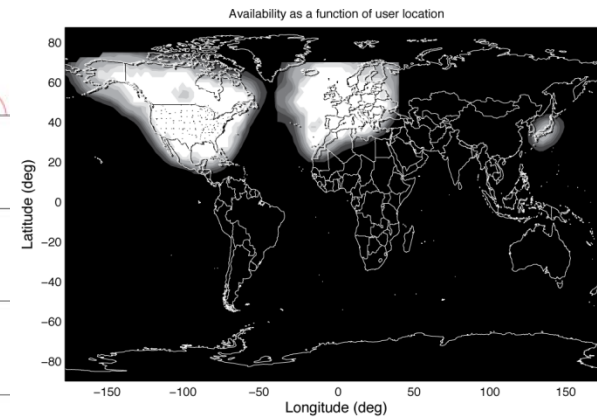 Availability as a function of user location
80
60
40
20
0
−20
−40
−60
−80
Latitude (deg)
−150 −100 −50 0 50 100 150
Longitude (deg)